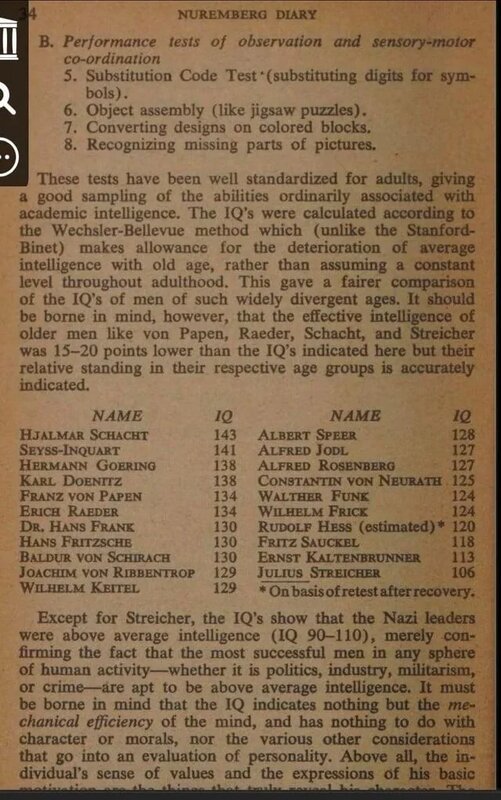 34 NUREMBERG DIARY
B. Performance tests of observation and sensory-motor
co-ordination
5. Substitution Code Test (substituting digits for sym-
bols).
6. Object assembly (like jigsaw puzzles).
7. Converting designs on colored blocks.
8. Recognizing missing parts of pictures.
These tests have been well standardized for adults, giving
a good sampling of the abilities ordinarily associated with
academic intelligence. The IQ's were calculated according to
the Wechsler-Bellevue method which (unlike the Stanford-
Binet) makes allowance for the deterioration of average
intelligence with old age, rather than assuming a constant
level throughout adulthood. This gave a fairer comparison
of the IQ's of men of such widely divergent ages. It should
be borne in mind, however, that the effective intelligence of
older men like von Papen, Raeder, Schacht, and Streicher
was 15–20 points lower than the IQ's indicated here but their
relative standing in their respective age groups is accurately
indicated.
NAME IQ NAME IQ
HJALMAR SCHACHT 143 ALBERT SPEER 128
SEYSS-INQUART 141 ALFRED JODL 127
HERMANN GOERING 138 ALFRED ROSENBERG 127
KARL DOENITZ 138 CONSTANTIN VON NEURATH 125
FRANZ VON PAPEN 134 WALTHER FUNK 124
ERICH RAEDER 134 WILHELM FRICK 124
DR. HANS FRANK 130 RUDOLF HESS (estimated)* 120
HANS FRITZSCHE 130 FRITZ SAUCKEL 118
BALDUR VON SCHIRACH 130 ERNST KALTENBRUNNER 113
JOACHIM VON RIBBENTROP 129 JULIUS STREICHER 106
WILHELM KEITEL 129 * On basis of retest after recovery.
Except for Streicher, the IQ's show that the Nazi leaders
were above average intelligence (IQ 90–110), merely con-
firming the fact that the most successful men in any sphere
of human activity—whether it is politics, industry, militarism,
or crime—are apt to be above average intelligence. It must
be borne in mind that the IQ indicates nothing but the me-
chanical efficiency of the mind, and has nothing to do with
character or morals, nor the various other considerations
that go into an evaluation of personality. Above all, the in-
dividual's sense of values and the expressions of his basic
motivation are the things that truly reveal his character. The